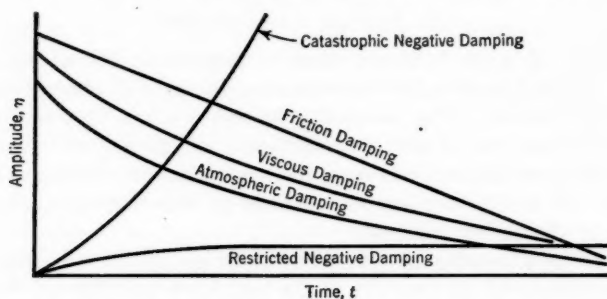 Catastrophic Negative Damping
Friction Damping
Viscous Damping
Atmospheric Damping
Restricted Negative Damping
Amplitude, η
Time, t